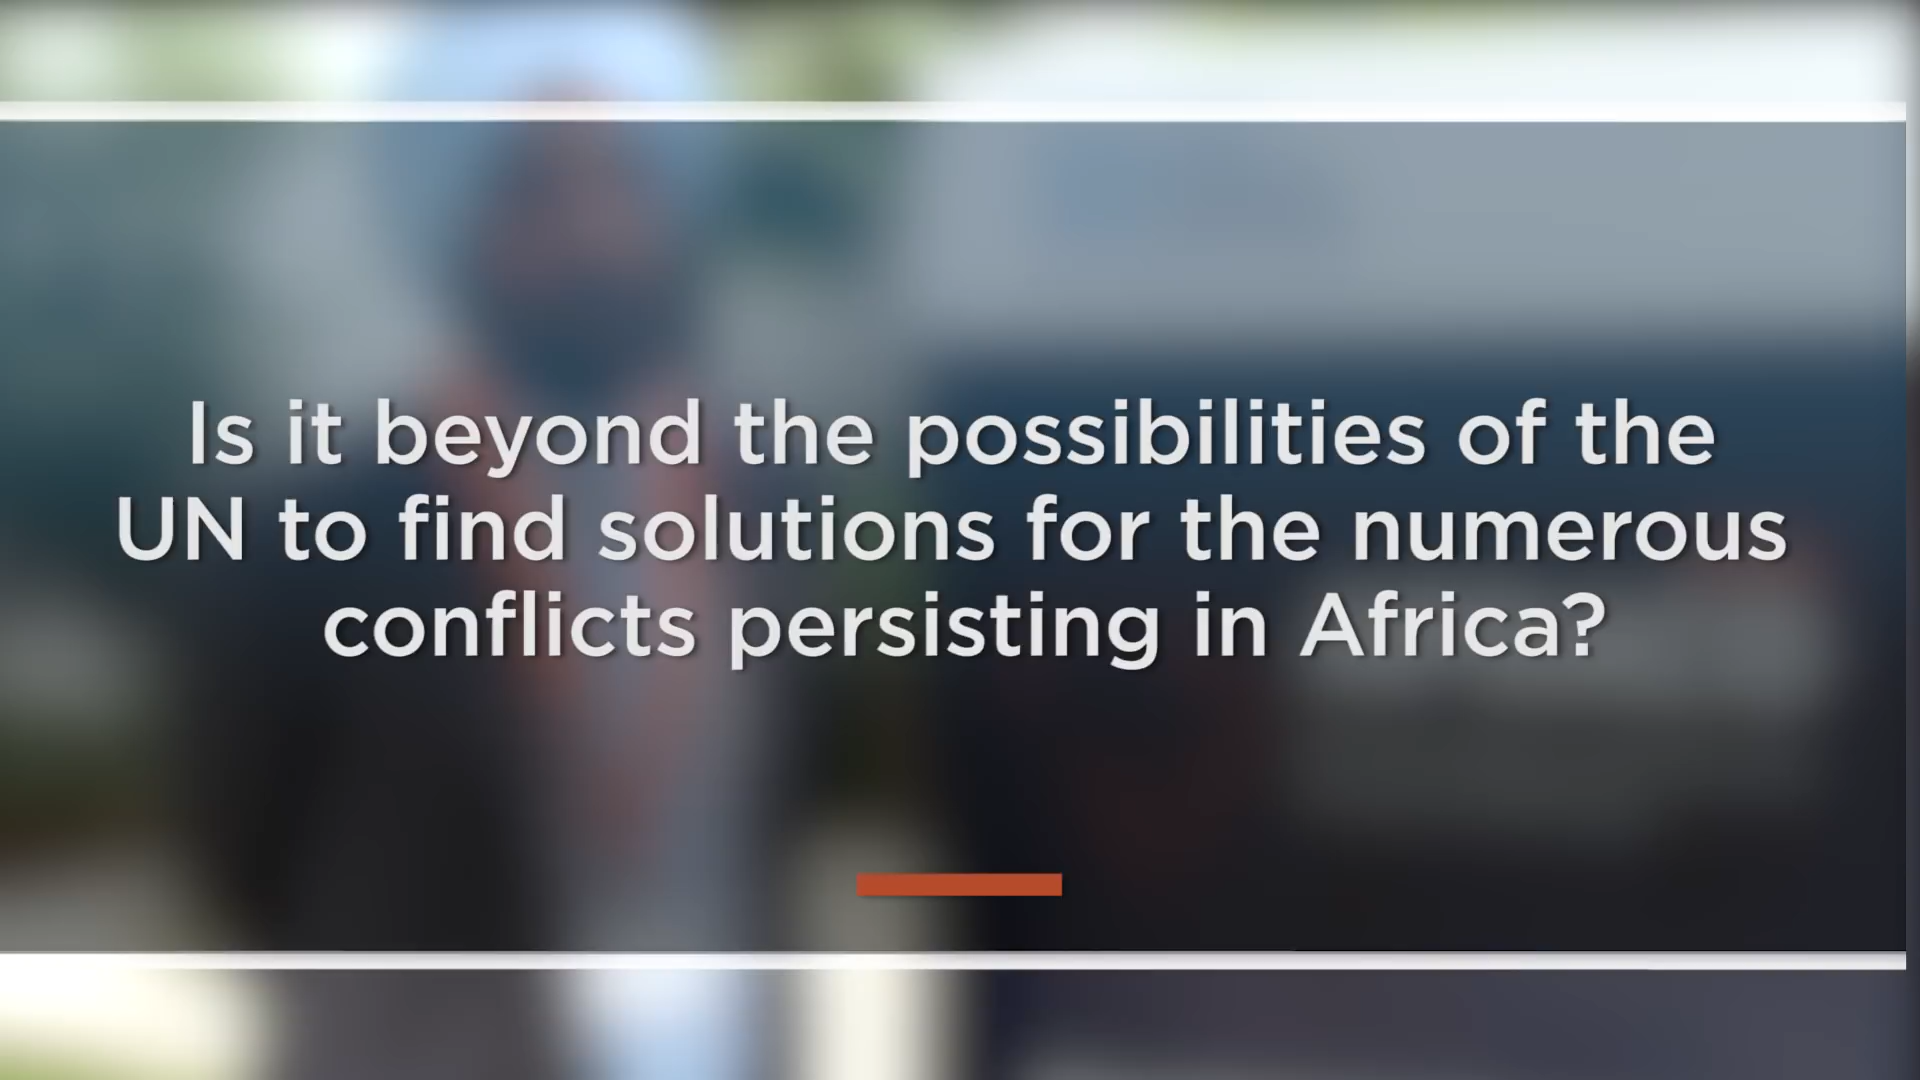 Is it beyond the possibilities of the
UN to find solutions for the numerous
conflicts persisting in Africa?